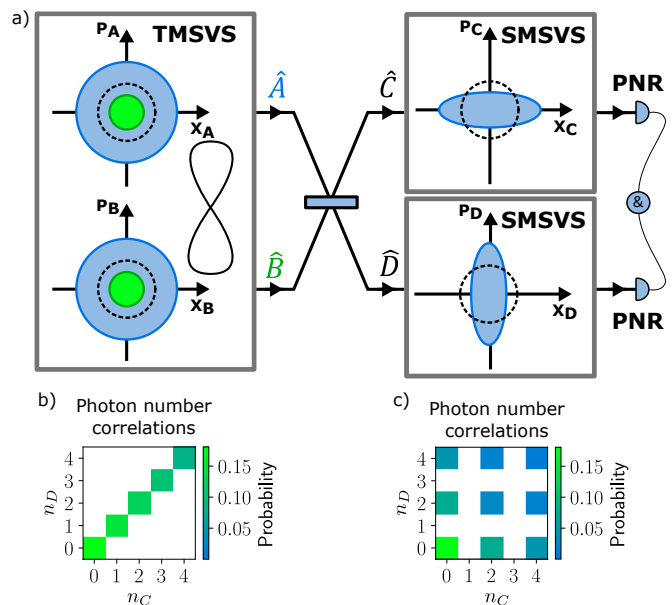 a)
TMSVS
P_A
X_A
P_B
X_B
Â
B̂
Ĉ
D̂
SMSVS
P_C
X_C
SMSVS
P_D
X_D
PNR
&
PNR
b)
Photon number
correlations
4
3
2
1
0
n_D
0 1 2 3 4
n_C
0.15
0.10
0.05
Probability
c)
Photon number
correlations
4
3
2
1
0
n_D
0 1 2 3 4
n_C
0.15
0.10
0.05
Probability